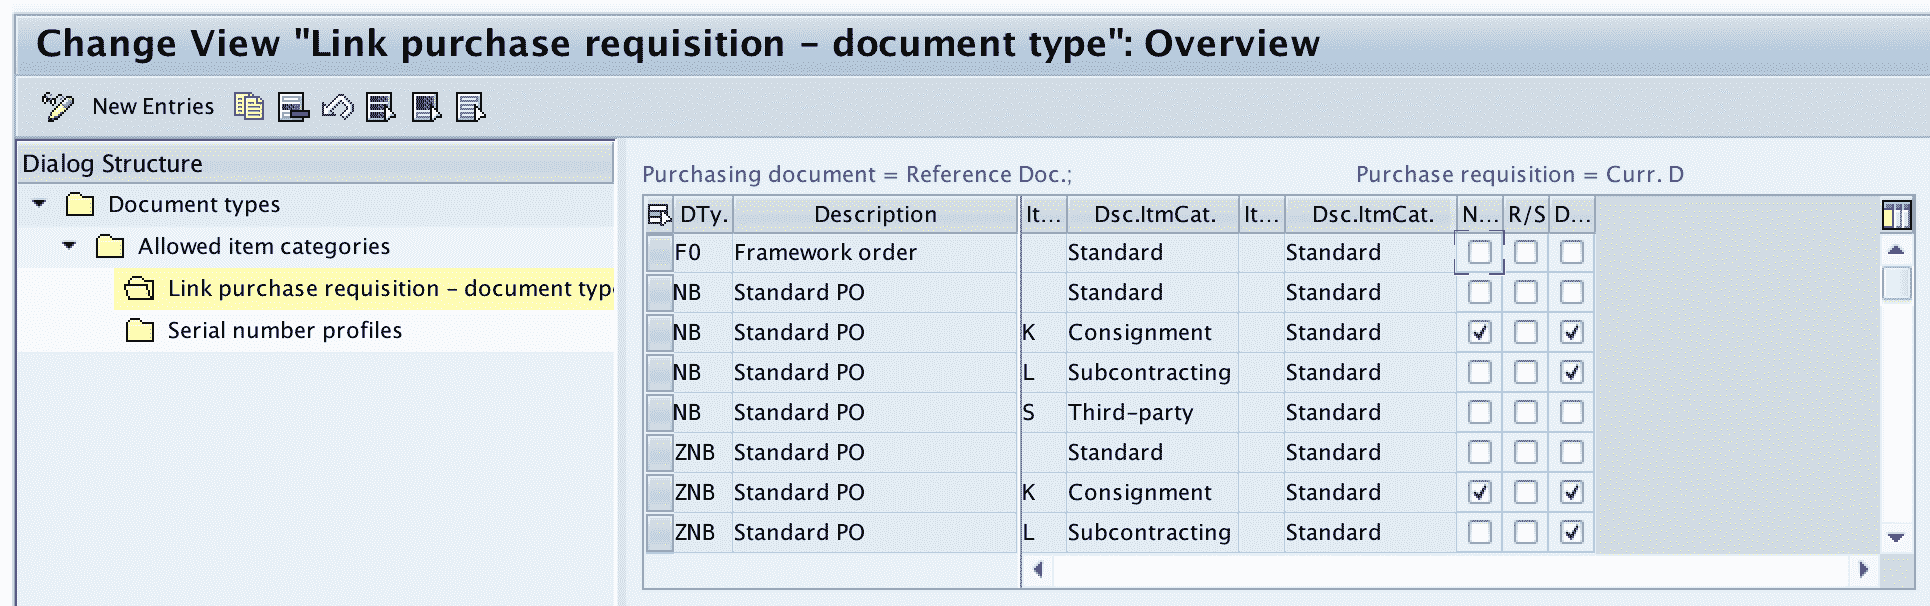 Change View "Link purchase requisition – document type": Overview
New Entries
Dialog Structure
Document types
Allowed item categories
Link purchase requisition – document typ
Serial number profiles
Purchasing document = Reference Doc.; Purchase requisition = Curr. D
DTy. Description It... Dsc.ItmCat. It... Dsc.ItmCat. N... R/S D...
FO Framework order Standard Standard
NB Standard PO Standard Standard
NB Standard PO K Consignment Standard
NB Standard PO L Subcontracting Standard
NB Standard PO S Third-party Standard
ZNB Standard PO Standard Standard
ZNB Standard PO K Consignment Standard
ZNB Standard PO L Subcontracting Standard